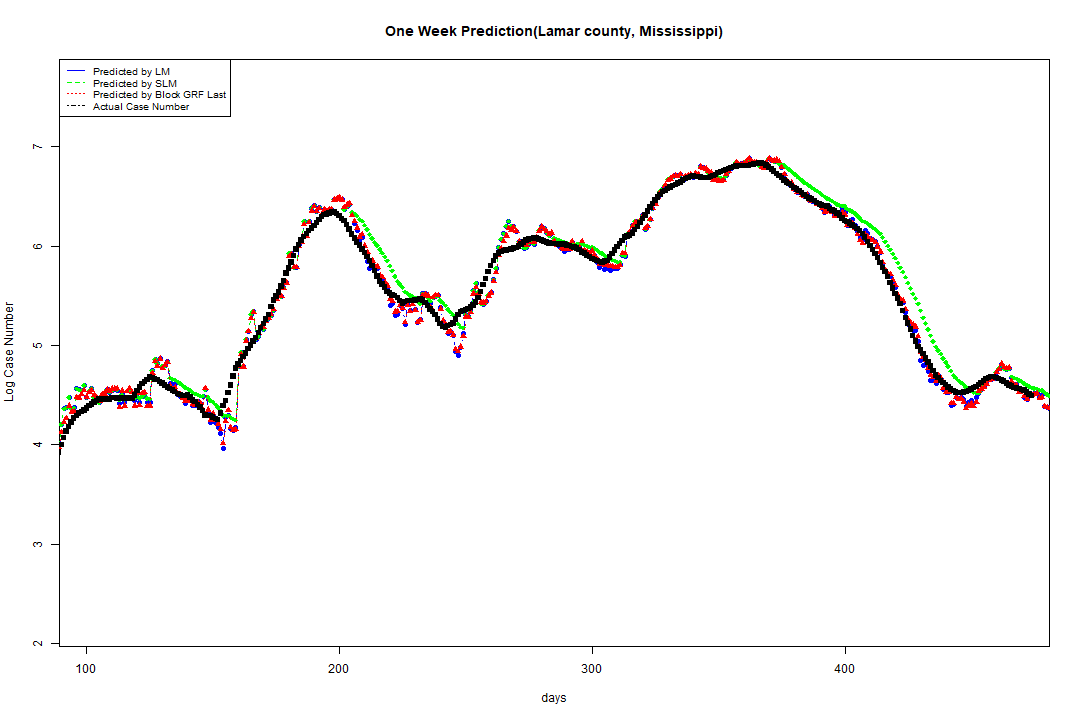 One Week Prediction(Lamar county, Mississippi)
Predicted by LM
Predicted by SLM
Predicted by Block GRF Last
Actual Case Number
7
6
5
4
3
2
Log Case Number
100 200 300 400
days